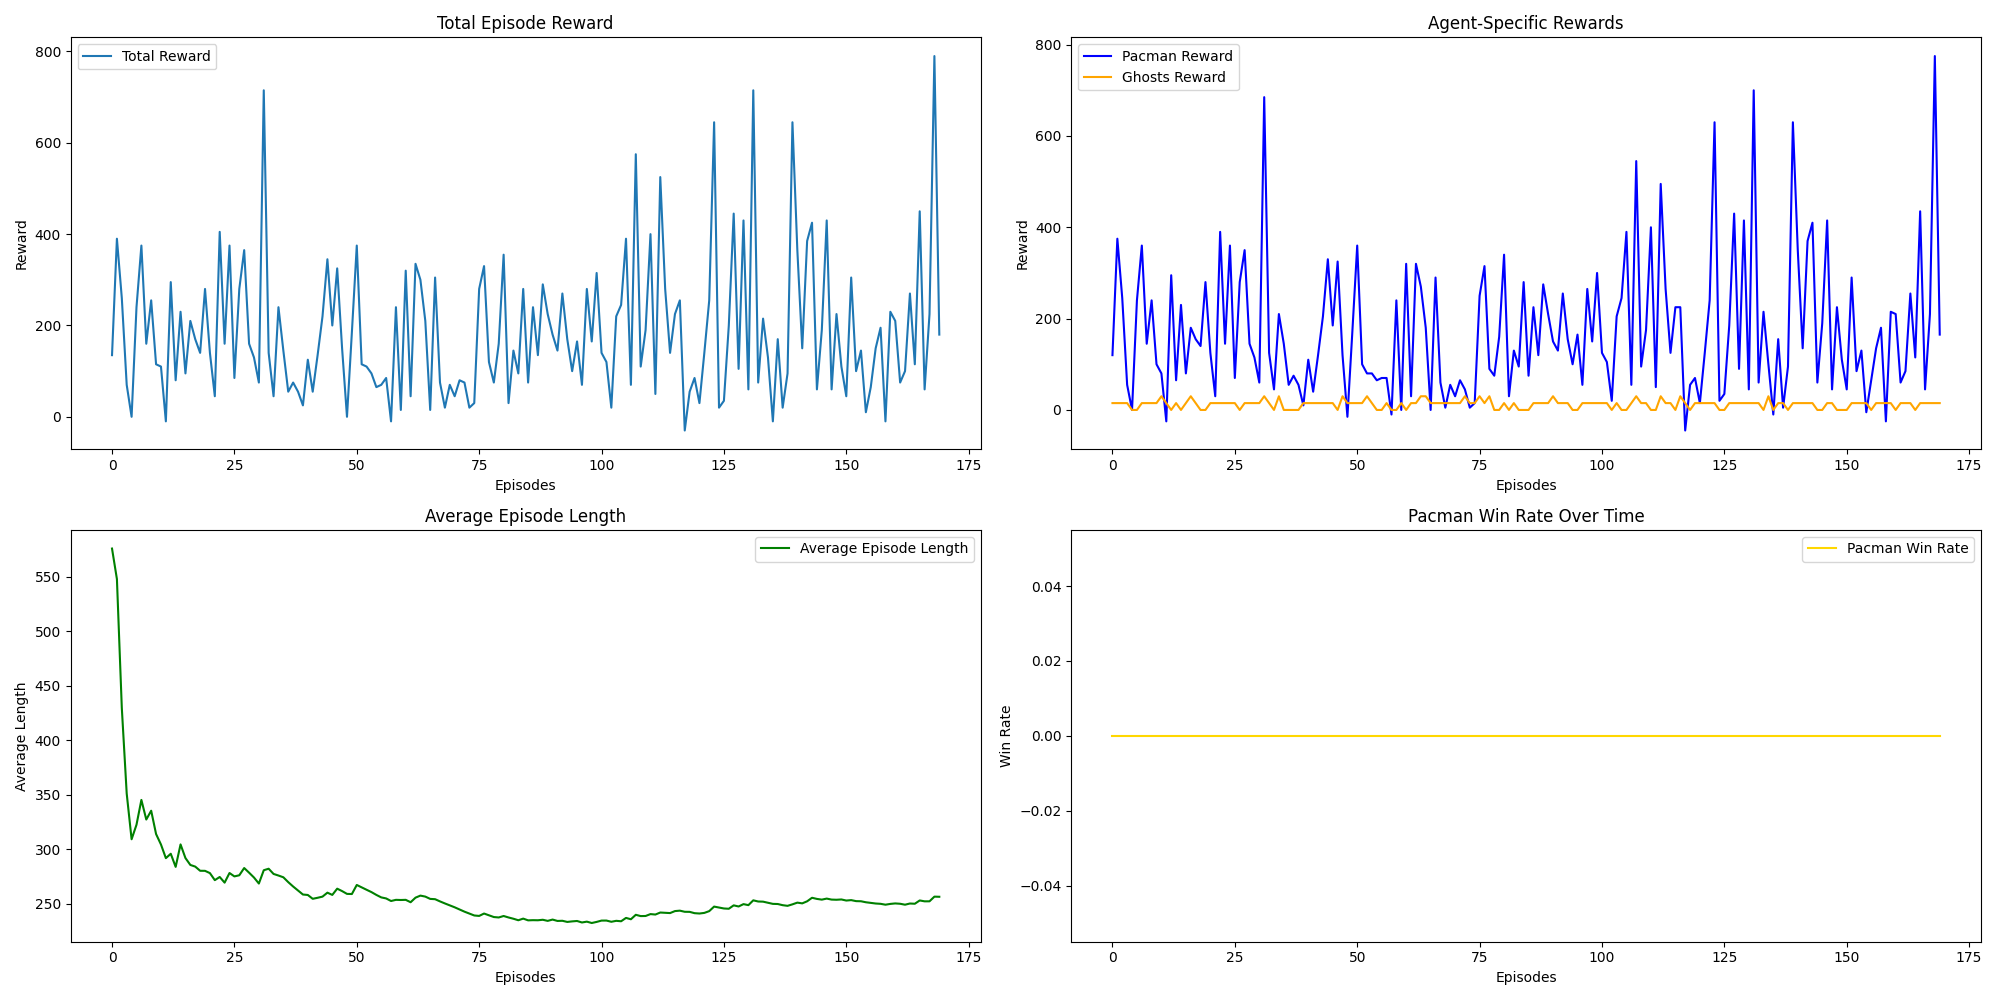 Total Episode Reward
Total Reward
Reward
800
600
400
200
0
0 25 50 75 100 125 150 175
Episodes
Agent-Specific Rewards
Pacman Reward
Ghosts Reward
Reward
800
600
400
200
0
0 25 50 75 100 125 150 175
Episodes
Average Episode Length
Average Episode Length
Average Length
550
500
450
400
350
300
250
0 25 50 75 100 125 150 175
Episodes
Pacman Win Rate Over Time
Pacman Win Rate
Win Rate
0.04
0.02
0.00
−0.02
−0.04
0 25 50 75 100 125 150 175
Episodes